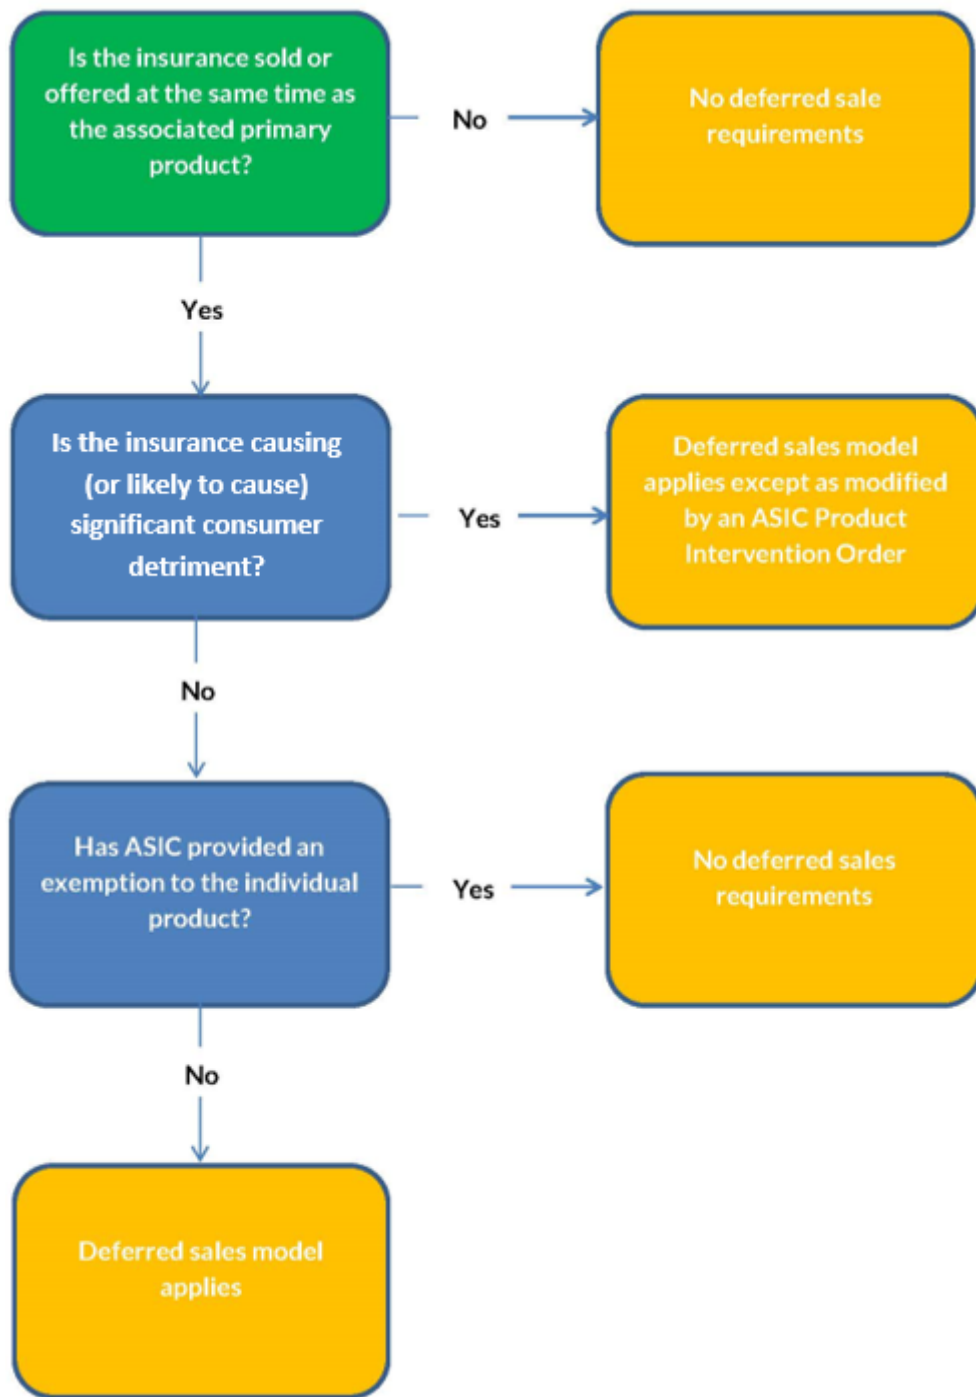 Is the insurance sold or
offered at the same time as
the associated primary
product?
No
No deferred sale
requirements
Yes
Is the insurance causing
(or likely to cause)
significant consumer
detriment?
Yes
Deferred sales model
applies except as modified
by an ASIC Product
Intervention Order
No
Has ASIC provided an
exemption to the individual
product?
Yes
No deferred sales
requirements
No
Deferred sales model
applies